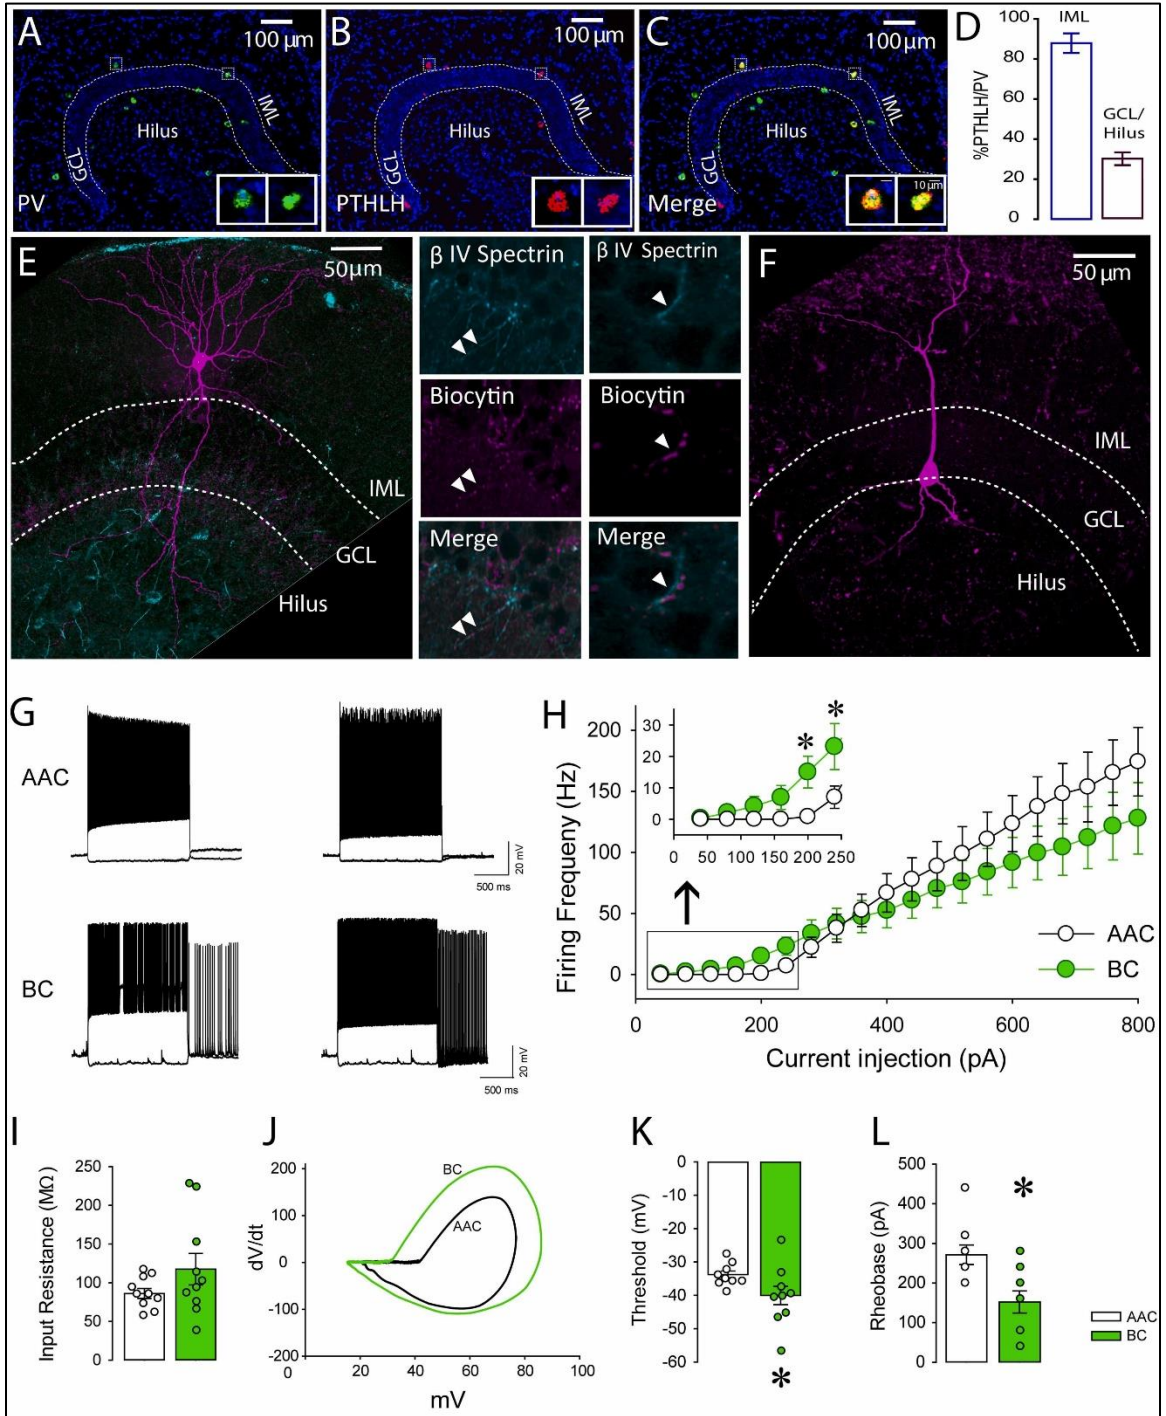 A
100 µm
GCL
Hilus
IML
PV
B
100 µm
GCL
Hilus
IML
PTHLH
C
100 µm
GCL
Hilus
IML
Merge
10 µm
D
%PTHLH/PV
100
80
60
40
20
0
IML
GCL/
Hilus
E
50µm
IML
GCL
Hilus
β IV Spectrin
Biocytin
Merge
β IV Spectrin
Biocytin
Merge
F
50 µm
IML
GCL
Hilus
G
AAC
20 mV
500 ms
BC
20 mV
500 ms
H
Firing Frequeny (Hz)
200
150
100
50
0
0 200 400 600 800
Current injection (pA)
30
20
10
0
0 50 100 150 200 250
* *
AAC
BC
I
Input Resistance (MΩ)
250
200
150
100
50
0
J
dV/dt
200
100
0
-100
-200
0 20 40 60 80 100
mV
BC
AAC
K
Threshold (mV)
0
-10
-20
-30
-40
-50
-60
*
L
Rheobase (pA)
500
400
300
200
100
0
*
AAC
BC